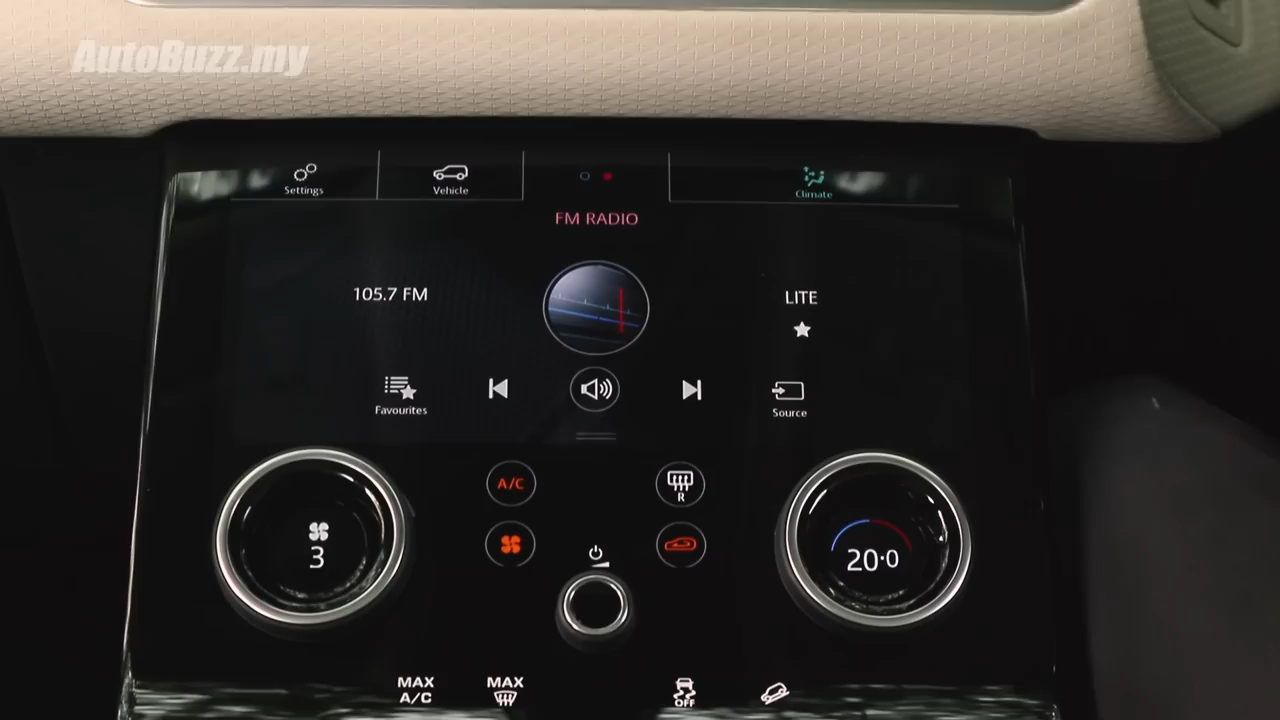 AutoBuzz.my
Settings
Vehicle
Climate
FM RADIO
105.7 FM
LITE
Favourites
Source
A/C
R
3
20·0
MAX
A/C
MAX
OFF